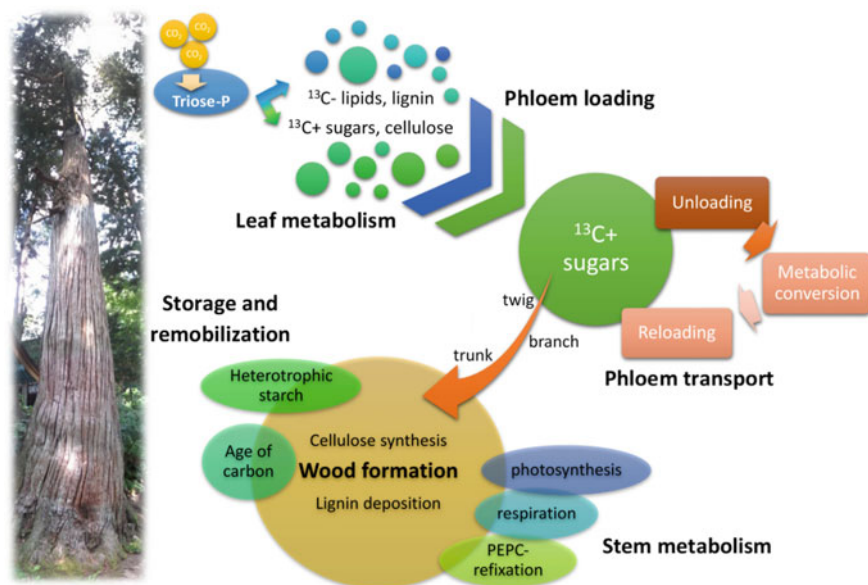 CO₂
CO₂
CO₂
Triose-P
¹³C- lipids, lignin
¹³C+ sugars, cellulose
Phloem loading
Leaf metabolism
¹³C+
sugars
Unloading
Metabolic
conversion
Reloading
Phloem transport
twig
branch
trunk
Storage and
remobilization
Heterotrophic
starch
Age of
carbon
Cellulose synthesis
Wood formation
Lignin deposition
photosynthesis
respiration
PEPC-
refixation
Stem metabolism